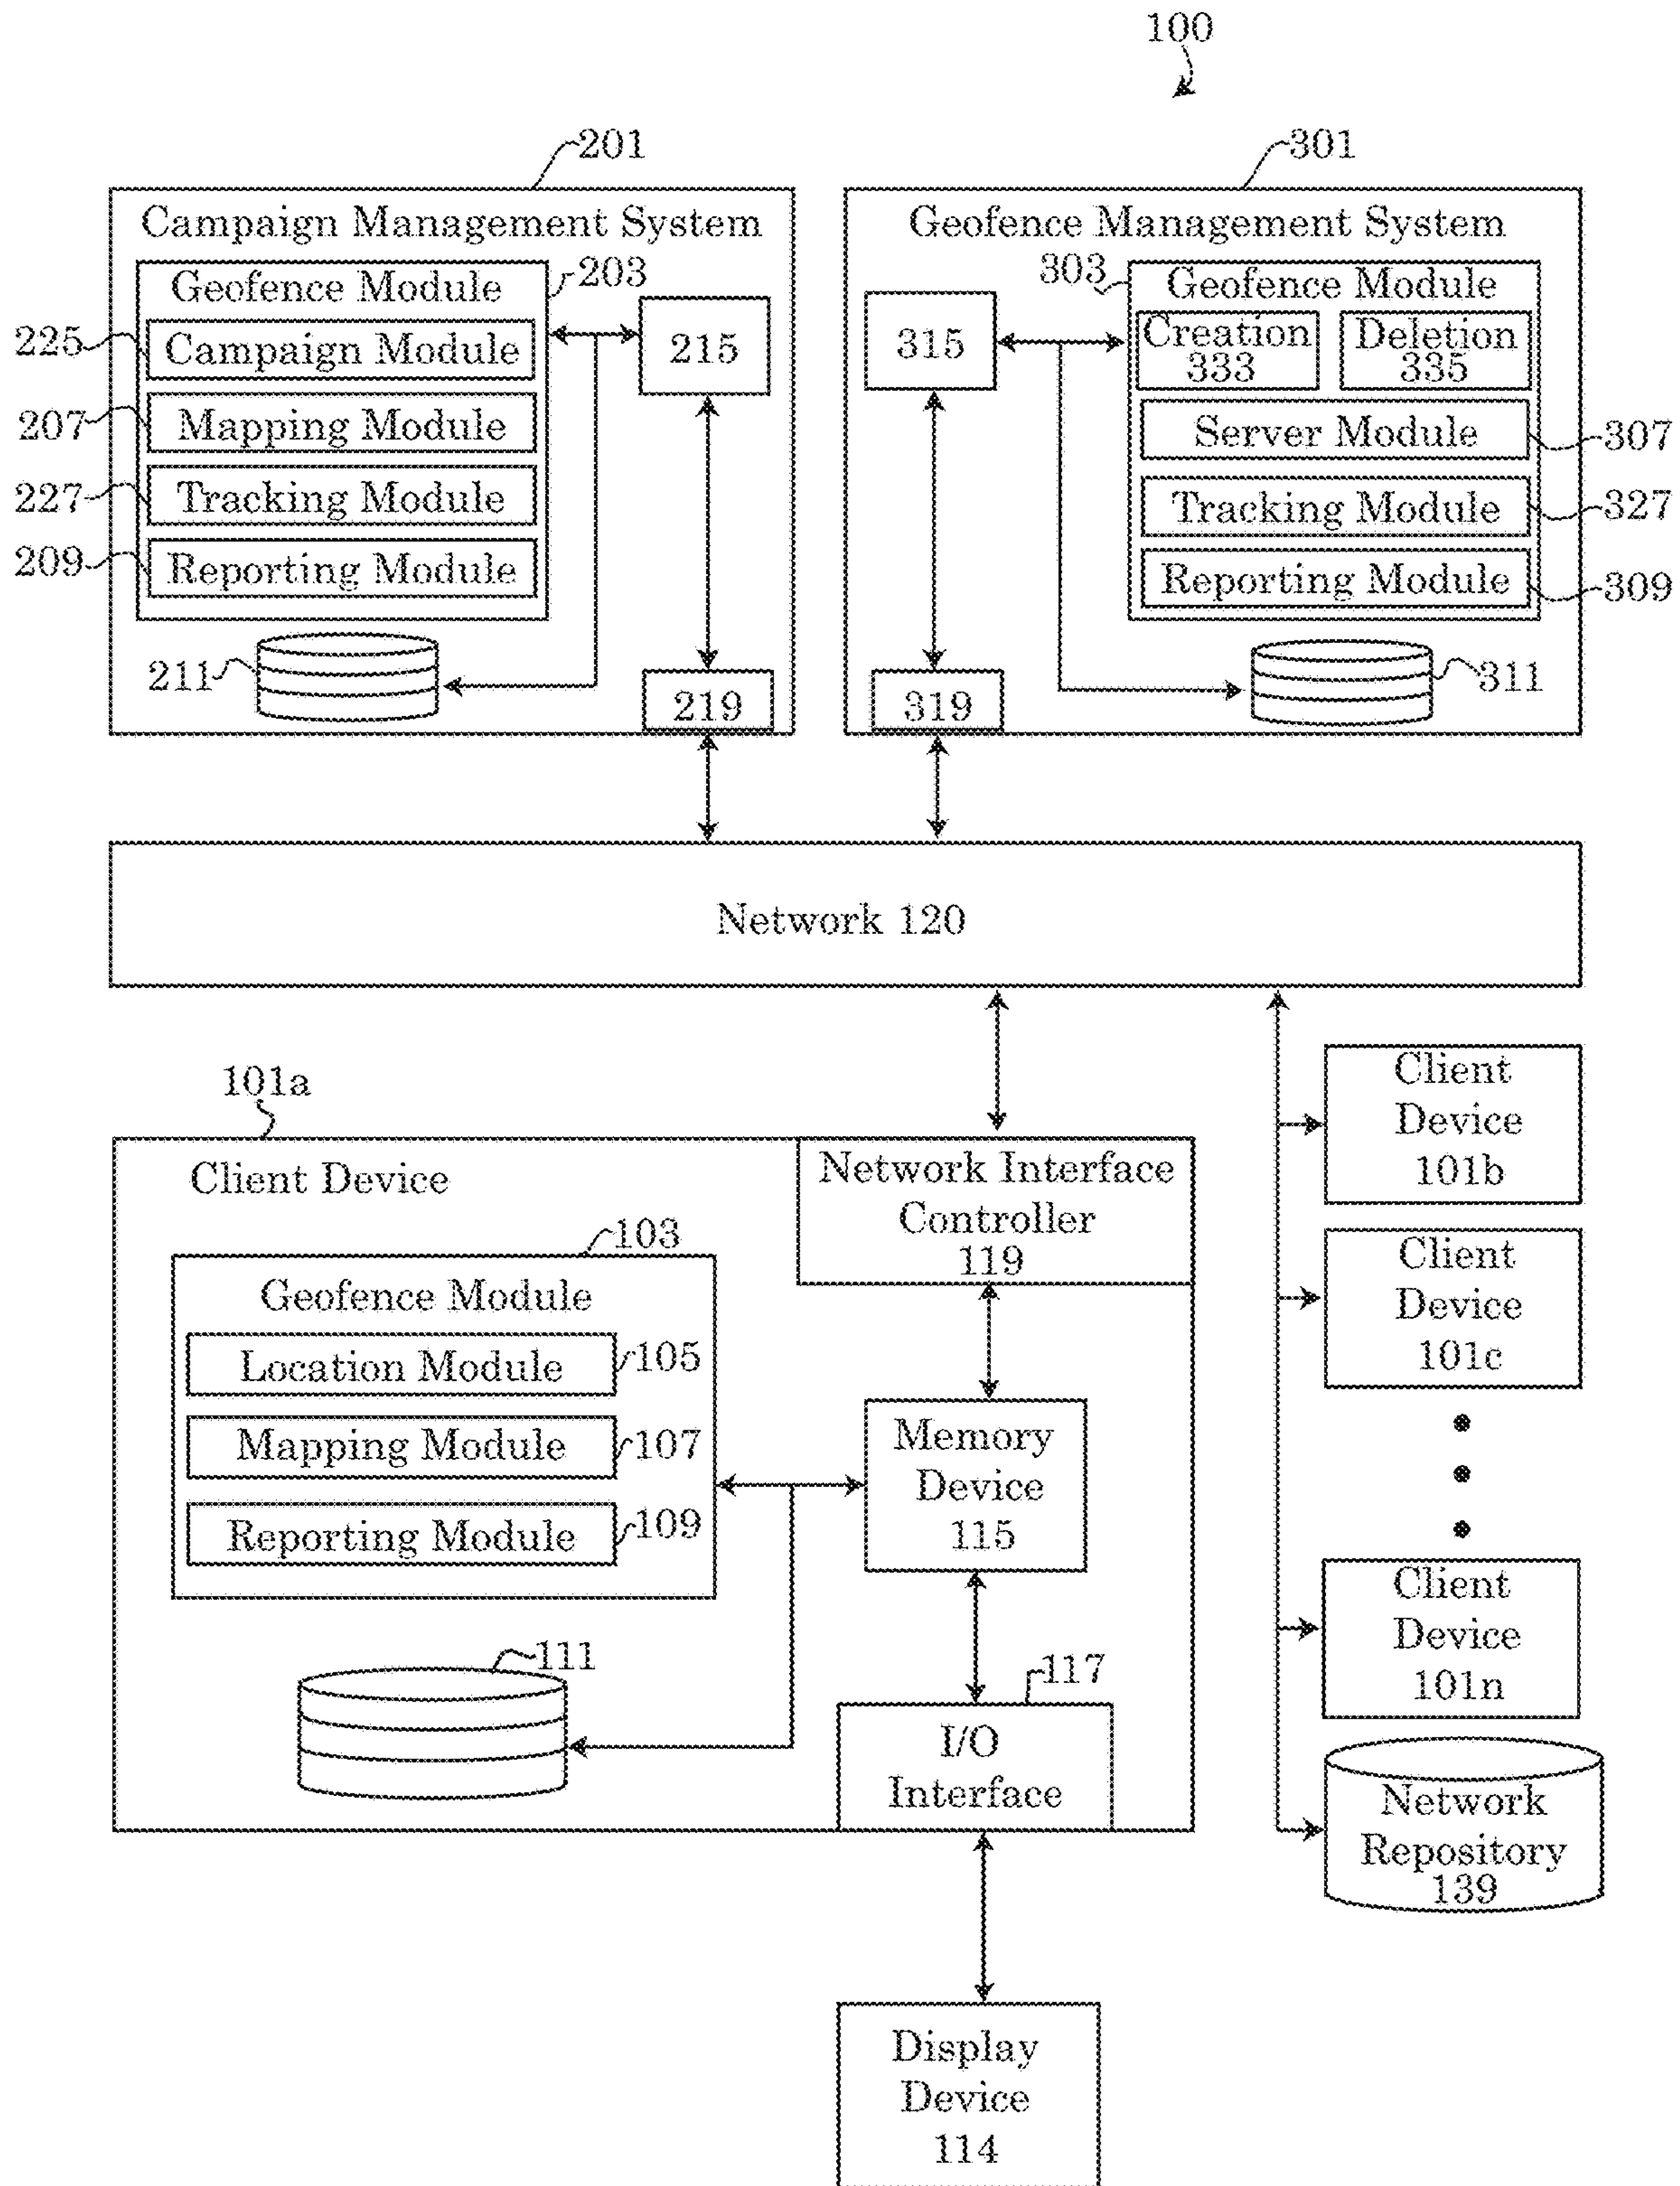 100
201
301
Campaign Management System
Geofence Management System
203
Geofence Module
225
Campaign Module
207
Mapping Module
227
Tracking Module
209
Reporting Module
215
211
219
303
Geofence Module
315
Creation
333
Deletion
335
Server Module
307
Tracking Module
327
Reporting Module
309
311
319
Network 120
101a
Client Device
Network Interface
Controller
119
103
Geofence Module
Location Module
105
Mapping Module
107
Reporting Module
109
Memory
Device
115
111
117
I/O
Interface
Client
Device
101b
Client
Device
101c
Client
Device
101n
Network
Repository
139
Display
Device
114